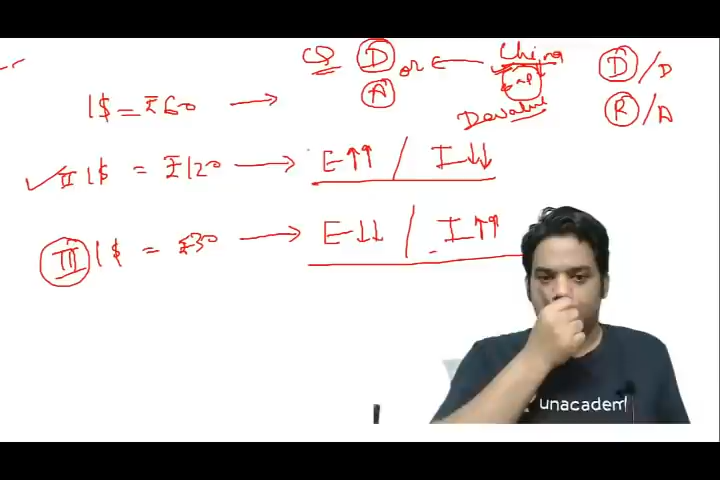 Q D or ← China D/D
A Devalue R/A
1$ = ₹60 →
✓ II 1$ = ₹120 → E↑↑ / I↓↓
III 1$ = ₹30 → E↓↓ / I↑↑
unacadem